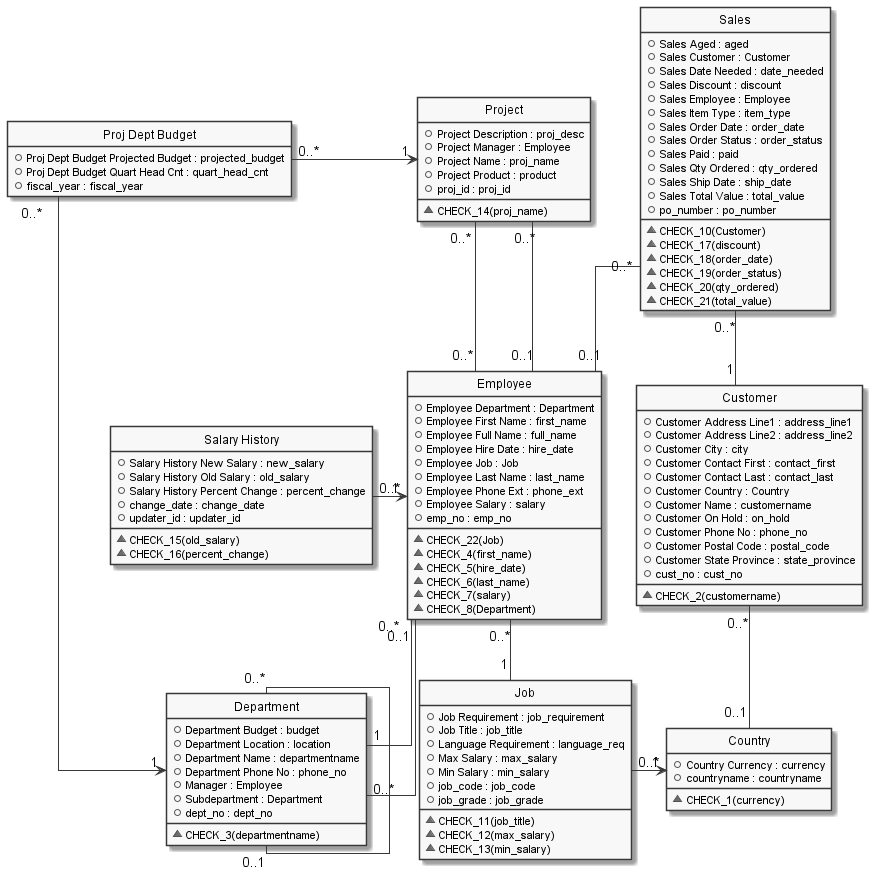 Sales
Sales Aged : aged
Sales Customer : Customer
Sales Date Needed : date_needed
Sales Discount : discount
Sales Employee : Employee
Sales Item Type : item_type
Sales Order Date : order_date
Sales Order Status : order_status
Sales Paid : paid
Sales Qty Ordered : qty_ordered
Sales Ship Date : ship_date
Sales Total Value : total_value
po_number : po_number
CHECK_10(Customer)
CHECK_17(discount)
CHECK_18(order_date)
CHECK_19(order_status)
CHECK_20(qty_ordered)
CHECK_21(total_value)
Proj Dept Budget
Proj Dept Budget Projected Budget : projected_budget
Proj Dept Budget Quart Head Cnt : quart_head_cnt
fiscal_year : fiscal_year
0..*
1
0..*
Project
Project Description : proj_desc
Project Manager : Employee
Project Name : proj_name
Project Product : product
proj_id : proj_id
CHECK_14(proj_name)
0..*
0..*
0..*
0..*
0..1
0..1
0..*
1
Employee
Employee Department : Department
Employee First Name : first_name
Employee Full Name : full_name
Employee Hire Date : hire_date
Employee Job : Job
Employee Last Name : last_name
Employee Phone Ext : phone_ext
Employee Salary : salary
emp_no : emp_no
CHECK_22(Job)
CHECK_4(first_name)
CHECK_5(hire_date)
CHECK_6(last_name)
CHECK_7(salary)
CHECK_8(Department)
Customer
Customer Address Line1 : address_line1
Customer Address Line2 : address_line2
Customer City : city
Customer Contact First : contact_first
Customer Contact Last : contact_last
Customer Country : Country
Customer Name : customername
Customer On Hold : on_hold
Customer Phone No : phone_no
Customer Postal Code : postal_code
Customer State Province : state_province
cust_no : cust_no
CHECK_2(customername)
Salary History
Salary History New Salary : new_salary
Salary History Old Salary : old_salary
Salary History Percent Change : percent_change
change_date : change_date
updater_id : updater_id
CHECK_15(old_salary)
CHECK_16(percent_change)
0..*
1
0..*
0..1
0..*
1
0..*
0..1
0..*
Department
Department Budget : budget
Department Location : location
Department Name : departmentname
Department Phone No : phone_no
Manager : Employee
Subdepartment : Department
dept_no : dept_no
CHECK_3(departmentname)
1
1
0..*
0..1
Job
Job Requirement : job_requirement
Job Title : job_title
Language Requirement : language_req
Max Salary : max_salary
Min Salary : min_salary
job_code : job_code
job_grade : job_grade
CHECK_11(job_title)
CHECK_12(max_salary)
CHECK_13(min_salary)
0..*
1
Country
Country Currency : currency
countryname : countryname
CHECK_1(currency)